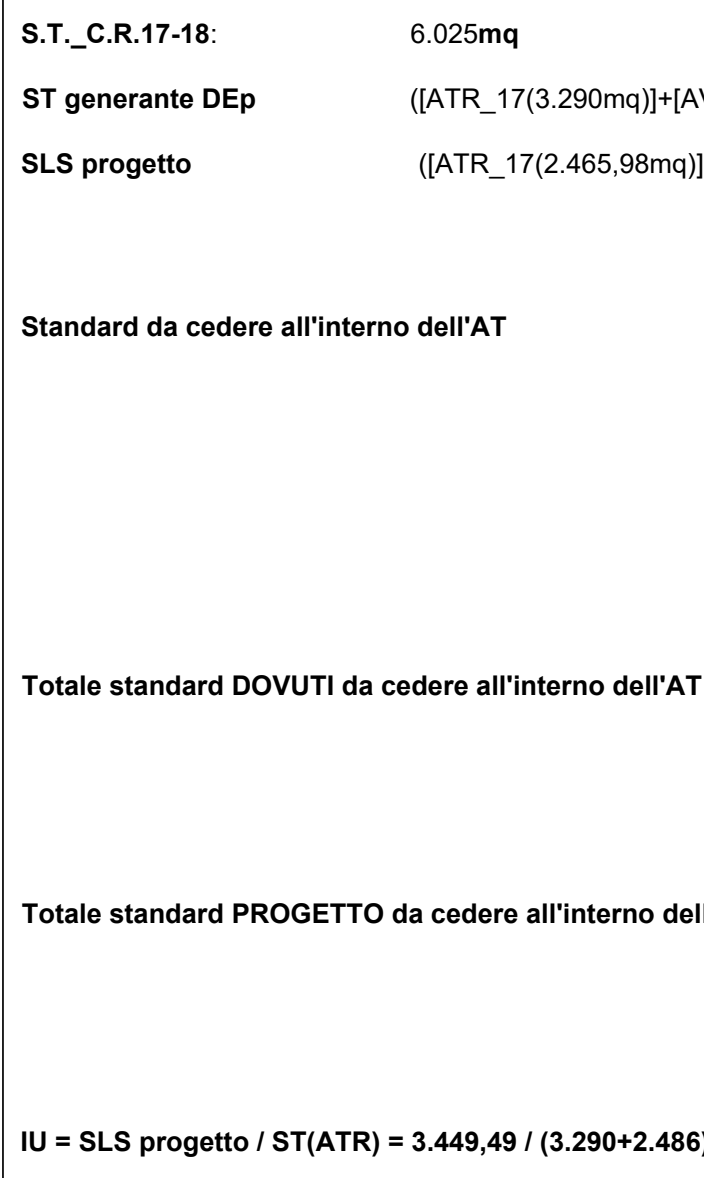 S.T._C.R.17-18: 6.025mq
ST generante DEp ([ATR_17(3.290mq)]+[AV
SLS progetto ([ATR_17(2.465,98mq)]
Standard da cedere all'interno dell'AT
Totale standard DOVUTI da cedere all'interno dell'AT
Totale standard PROGETTO da cedere all'interno dell
IU = SLS progetto / ST(ATR) = 3.449,49 / (3.290+2.486)